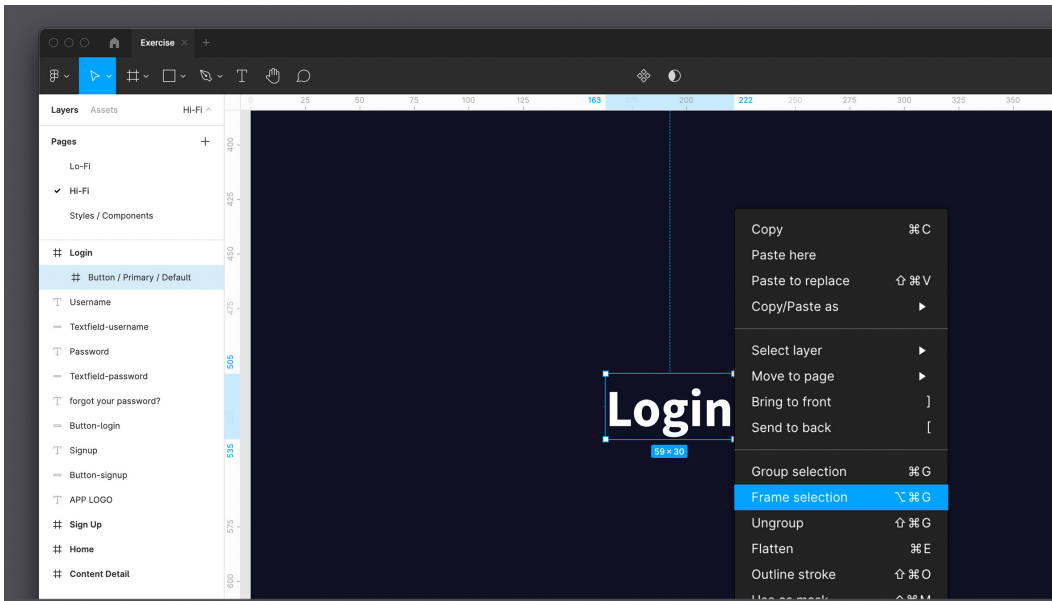 Exercise
Layers Assets Hi-Fi
0 25 50 75 100 125 163 200 222 250 275 300 325 350
Pages
Lo-Fi
Hi-Fi
Styles / Components
Login
Button / Primary / Default
Username
Textfield-username
Password
Textfield-password
forgot your password?
Button-login
Signup
Button-signup
APP LOGO
Sign Up
Home
Content Detail
400
425
450
475
505
535
575
600
Login
59 × 30
Copy ⌘C
Paste here
Paste to replace ⇧⌘V
Copy/Paste as
Select layer
Move to page
Bring to front ]
Send to back [
Group selection ⌘G
Frame selection ⌥⌘G
Ungroup ⇧⌘G
Flatten ⌘E
Outline stroke ⇧⌘O
Use as mask ^⌘M